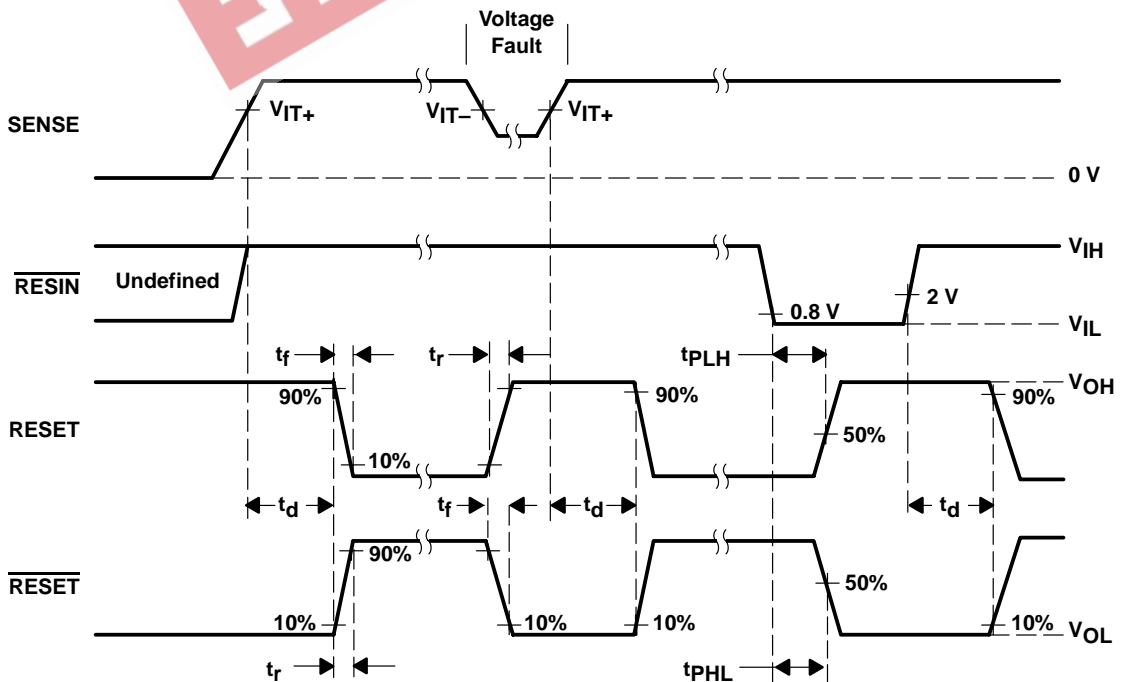 Voltage
Fault
SENSE
VIT+
VIT–
VIT+
0 V
RESIN
Undefined
VIH
0.8 V
2 V
VIL
tf
tr
tPLH
VOH
RESET
90%
10%
90%
50%
90%
td
tf
td
td
RESET
90%
50%
10%
10%
10%
10%
VOL
tr
tPHL